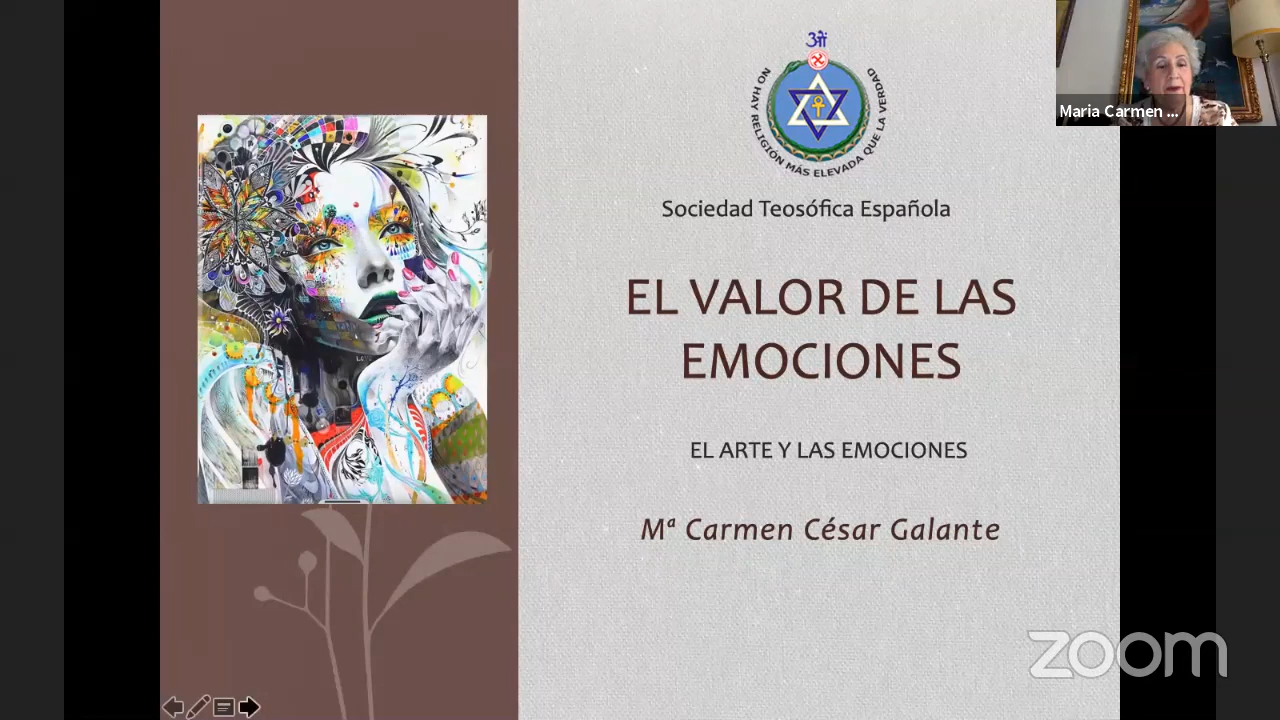 ओं
NO HAY RELIGIÓN MÁS ELEVADA QUE LA VERDAD
Maria Carmen ...
Sociedad Teosófica Española
EL VALOR DE LAS
EMOCIONES
EL ARTE Y LAS EMOCIONES
Mª Carmen César Galante
zoom